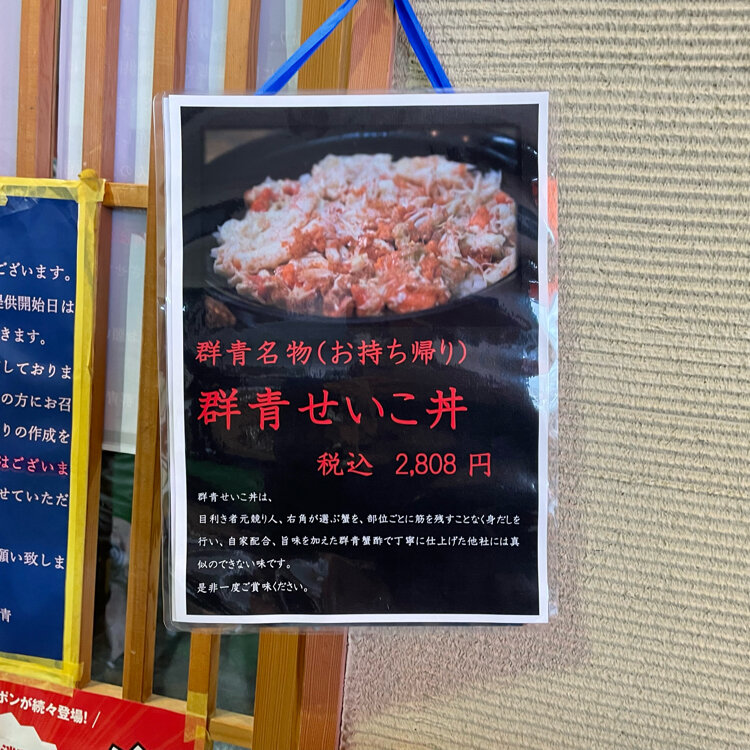 ございます。
提供開始日は
きます。
しておりま
の方にお召
りの作成を
はございま
せていただ
願い致しま
青
群青名物(お持ち帰り)
群青せいこ丼
税込 2,808 円
群青せいこ丼は、
目利き者元競り人、右角が選ぶ蟹を、部位ごとに筋を残すことなく身だしを
行い、自家配合、旨味を加えた群青蟹酢で丁寧に仕上げた他社には真
似のできない味です。
是非一度ご賞味ください。
ポンが続々登場!